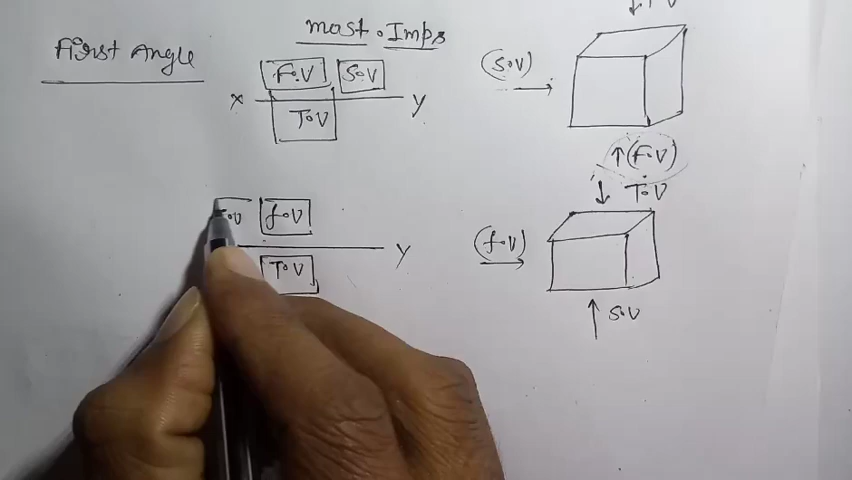 most. Imps
First Angle
F.V S.V
x y
T.V
(S.V)
(F.V)
T.V
f.V
y
T.V
(f.V)
S.V